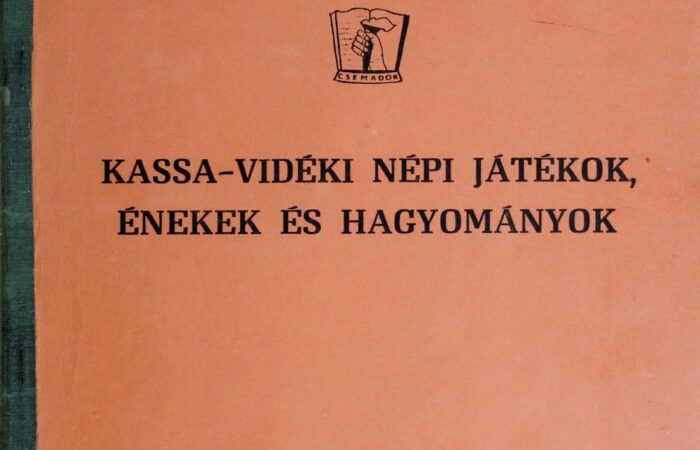 CSEMADOK
KASSA-VIDÉKI NÉPI JÁTÉKOK,
ÉNEKEK ÉS HAGYOMÁNYOK